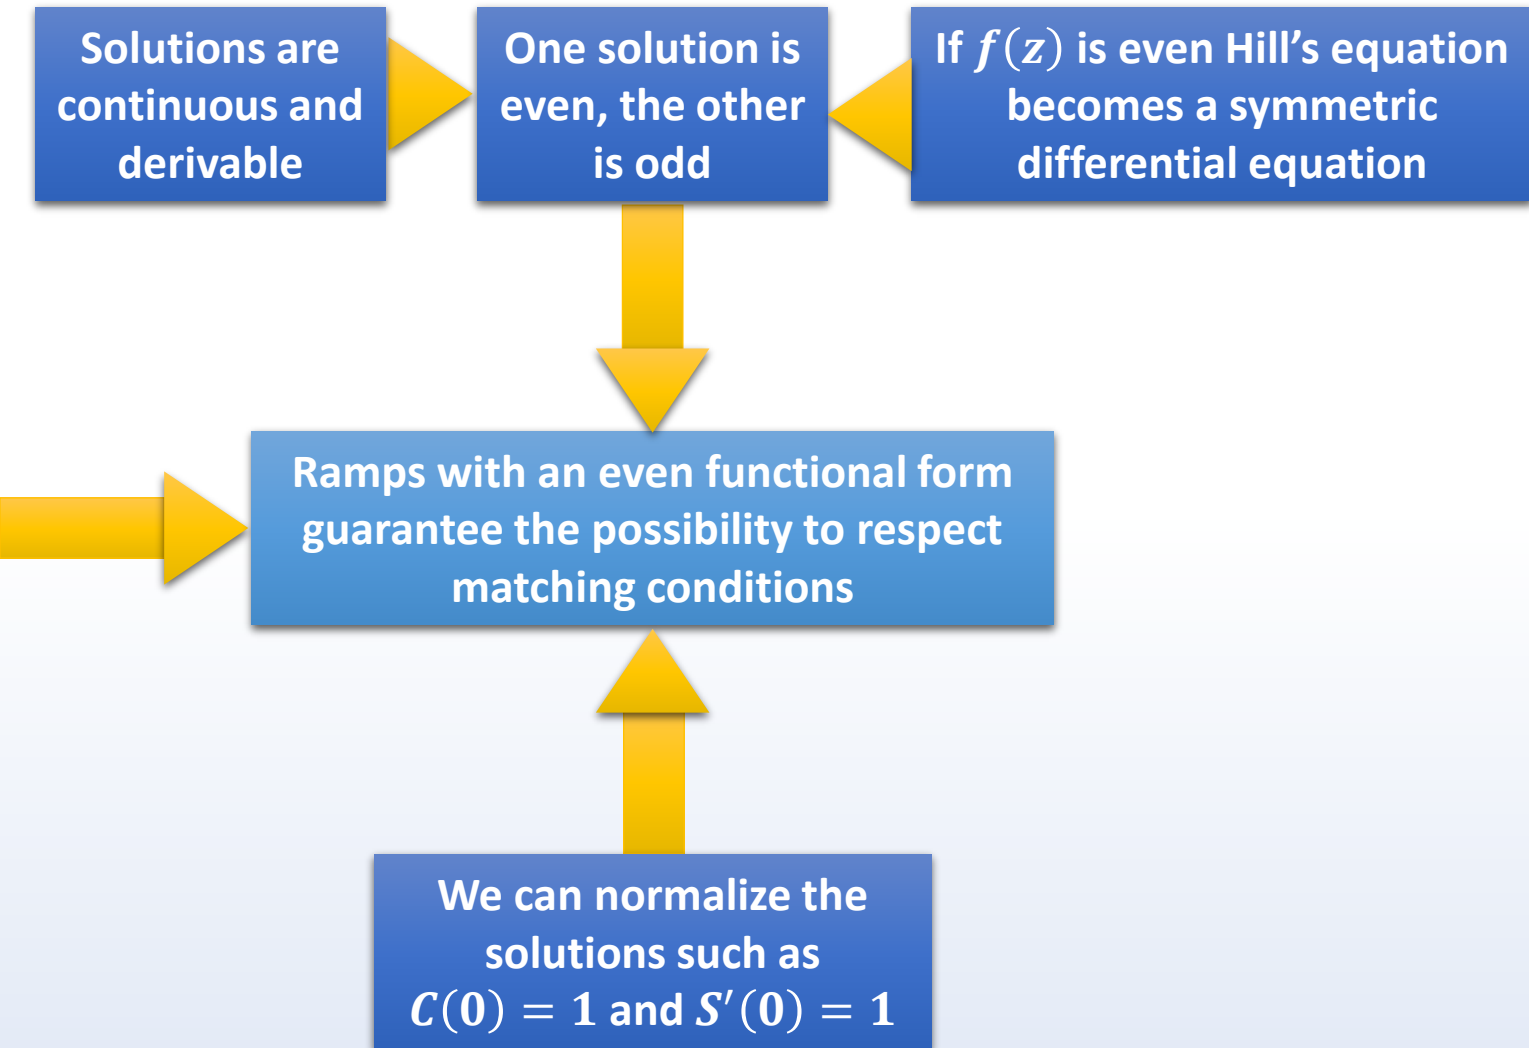 Solutions are
continuous and
derivable
One solution is
even, the other
is odd
If f(z) is even Hill's equation
becomes a symmetric
differential equation
Ramps with an even functional form
guarantee the possibility to respect
matching conditions
We can normalize the
solutions such as
C(0) = 1 and S′(0) = 1